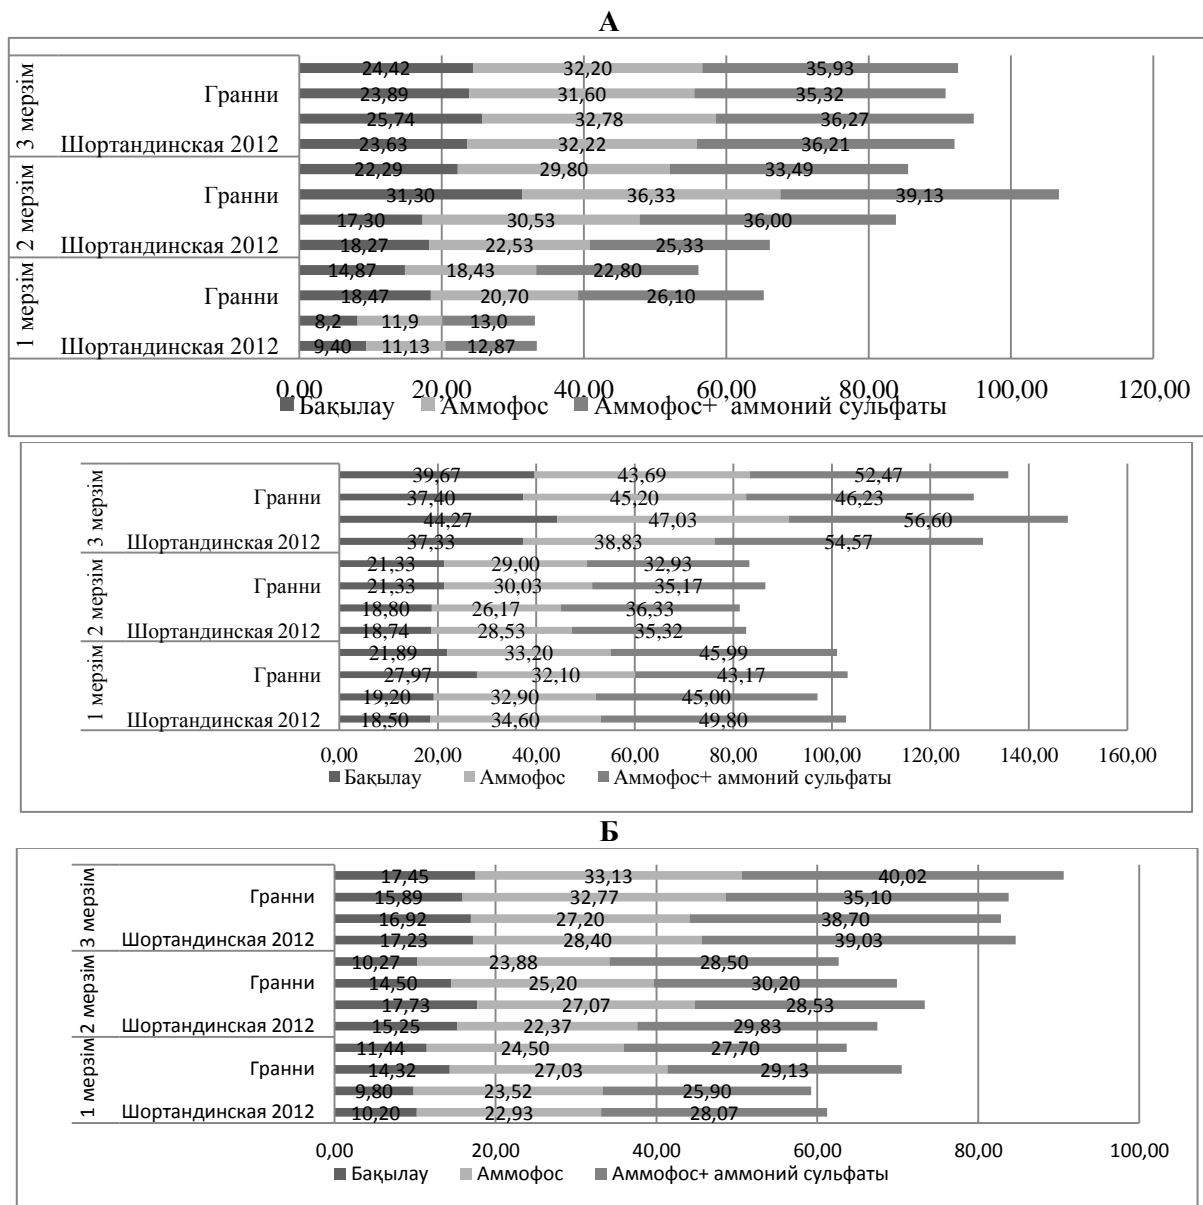 А
3 мерзім
24,42 32,20 35,93
Гранни 23,89 31,60 35,32
25,74 32,78 36,27
Шортандинская 2012 23,63 32,22 36,21
2 мерзім
22,29 29,80 33,49
Гранни 31,30 36,33 39,13
17,30 30,53 36,00
Шортандинская 2012 18,27 22,53 25,33
1 мерзім
14,87 18,43 22,80
Гранни 18,47 20,70 26,10
8,2 11,9 13,0
Шортандинская 2012 9,40 11,13 12,87
0,00 20,00 40,00 60,00 80,00 100,00 120,00
Бақылау Аммофос Аммофос+ аммоний сульфаты
3 мерзім
39,67 43,69 52,47
Гранни 37,40 45,20 46,23
44,27 47,03 56,60
Шортандинская 2012 37,33 38,83 54,57
2 мерзім
21,33 29,00 32,93
Гранни 21,33 30,03 35,17
18,80 26,17 36,33
Шортандинская 2012 18,74 28,53 35,32
1 мерзім
21,89 33,20 45,99
Гранни 27,97 32,10 43,17
19,20 32,90 45,00
Шортандинская 2012 18,50 34,60 49,80
0,00 20,00 40,00 60,00 80,00 100,00 120,00 140,00 160,00
Бақылау Аммофос Аммофос+ аммоний сульфаты
Б
3 мерзім
17,45 33,13 40,02
Гранни 15,89 32,77 35,10
16,92 27,20 38,70
Шортандинская 2012 17,23 28,40 39,03
2 мерзім
10,27 23,88 28,50
Гранни 14,50 25,20 30,20
17,73 27,07 28,53
Шортандинская 2012 15,25 22,37 29,83
1 мерзім
11,44 24,50 27,70
Гранни 14,32 27,03 29,13
9,80 23,52 25,90
Шортандинская 2012 10,20 22,93 28,07
0,00 20,00 40,00 60,00 80,00 100,00
Бақылау Аммофос Аммофос+ аммоний сульфаты